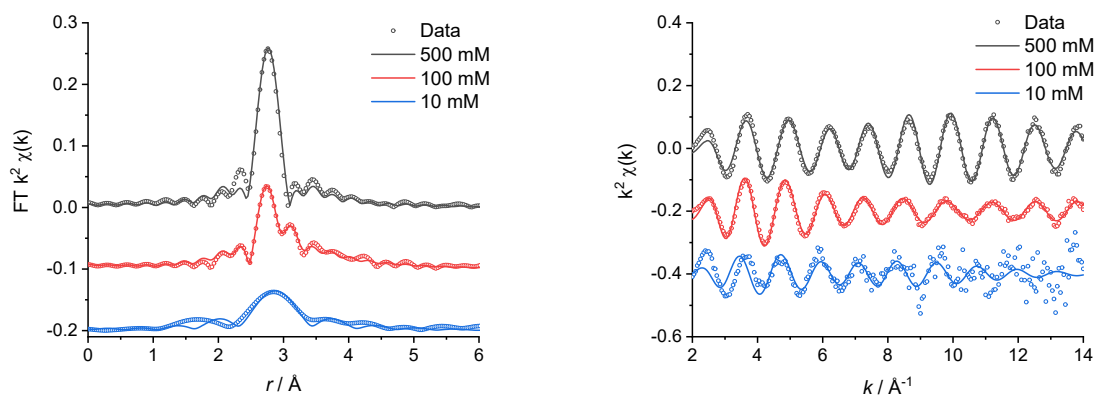 0.3
0.2
0.1
0.0
-0.1
-0.2
FT k² χ(k)
Data
500 mM
100 mM
10 mM
0 1 2 3 4 5 6
r / Å
0.4
0.2
0.0
-0.2
-0.4
-0.6
k² χ(k)
Data
500 mM
100 mM
10 mM
2 4 6 8 10 12 14
k / Å⁻¹